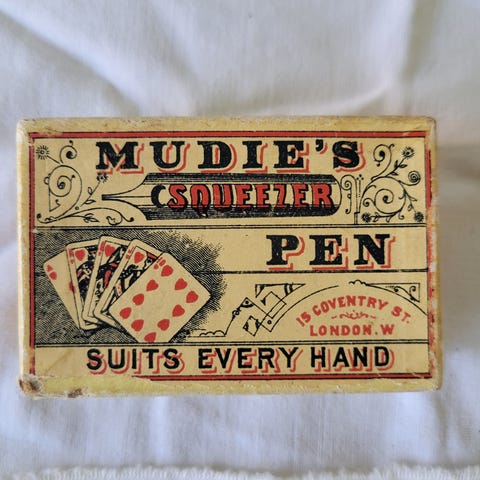 MUDIE'S
SQUEEZER
PEN
15 COVENTRY ST.
LONDON. W
SUITS EVERY HAND